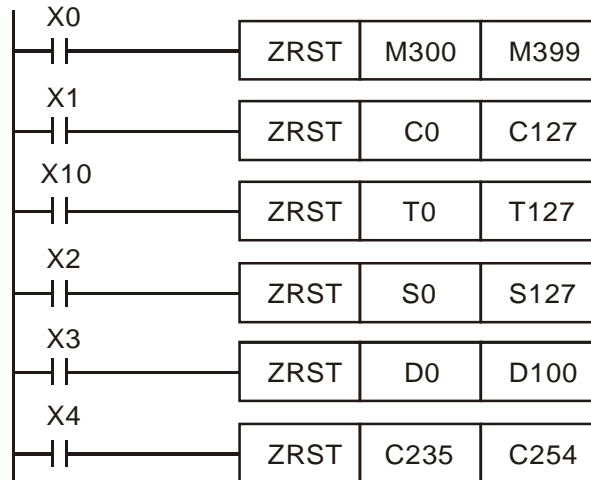 X0
ZRST M300 M399
X1
ZRST C0 C127
X10
ZRST T0 T127
X2
ZRST S0 S127
X3
ZRST D0 D100
X4
ZRST C235 C254